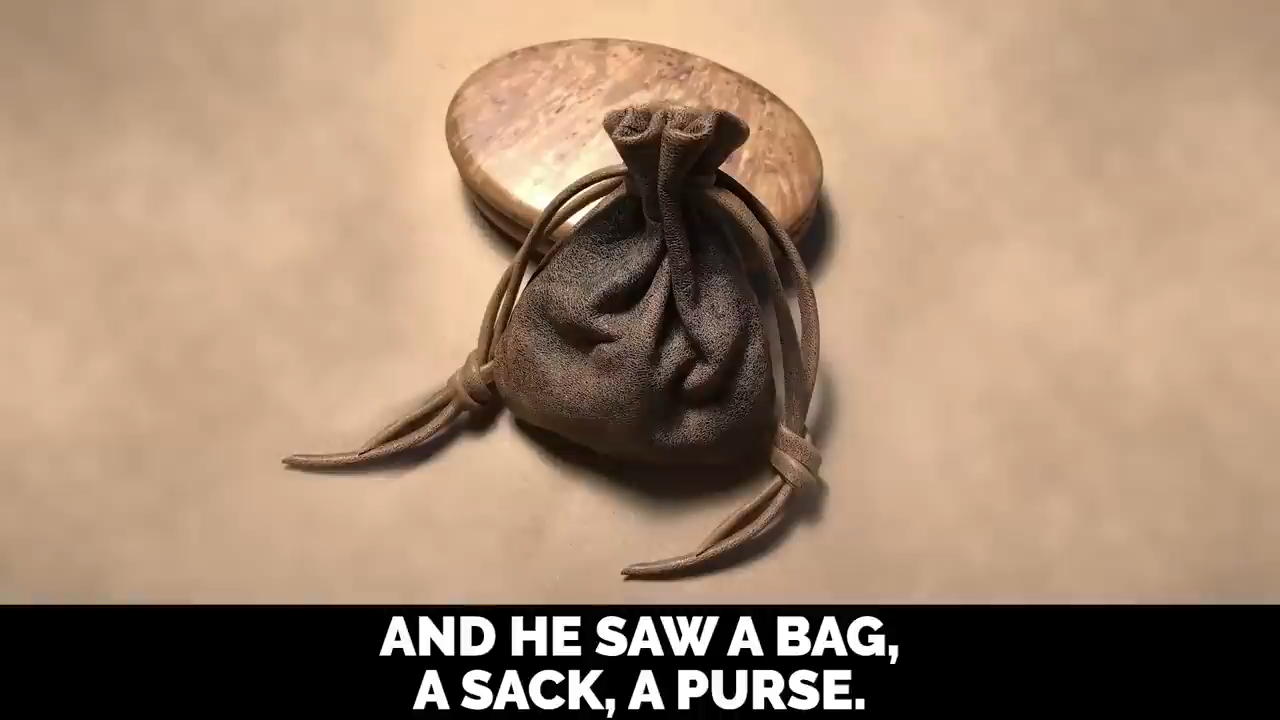 AND HE SAW A BAG,
A SACK, A PURSE.